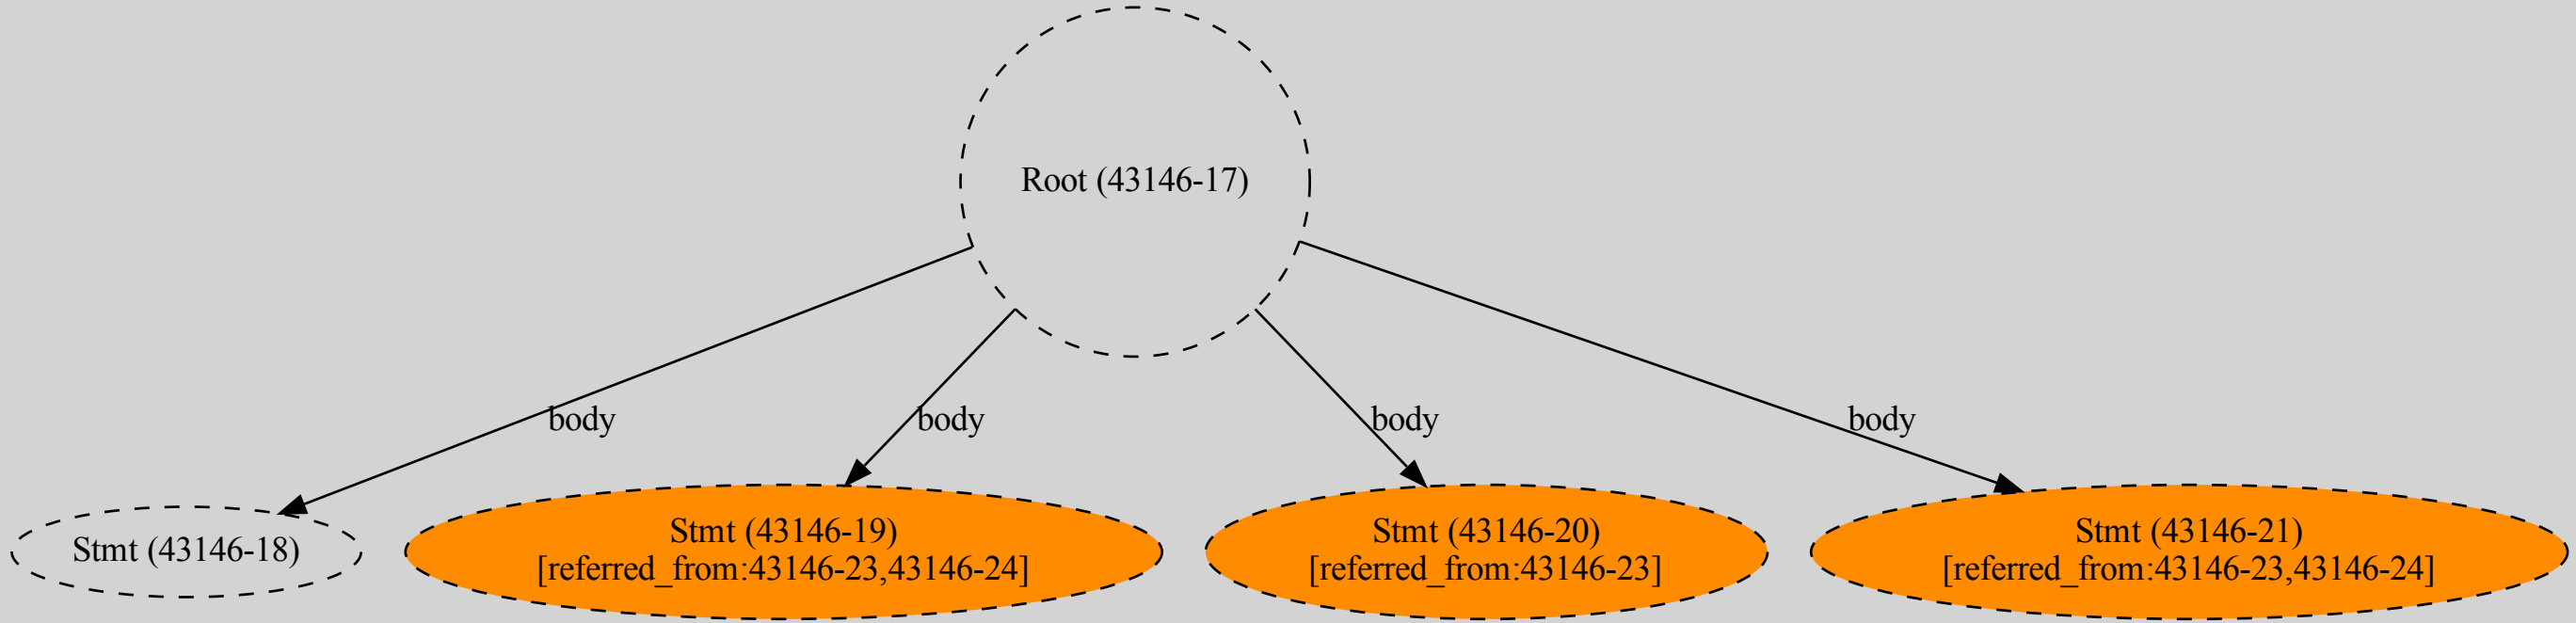 Root (43146-17)
body
body
body
body
Stmt (43146-18)
Stmt (43146-19)
[referred_from:43146-23,43146-24]
Stmt (43146-20)
[referred_from:43146-23]
Stmt (43146-21)
[referred_from:43146-23,43146-24]